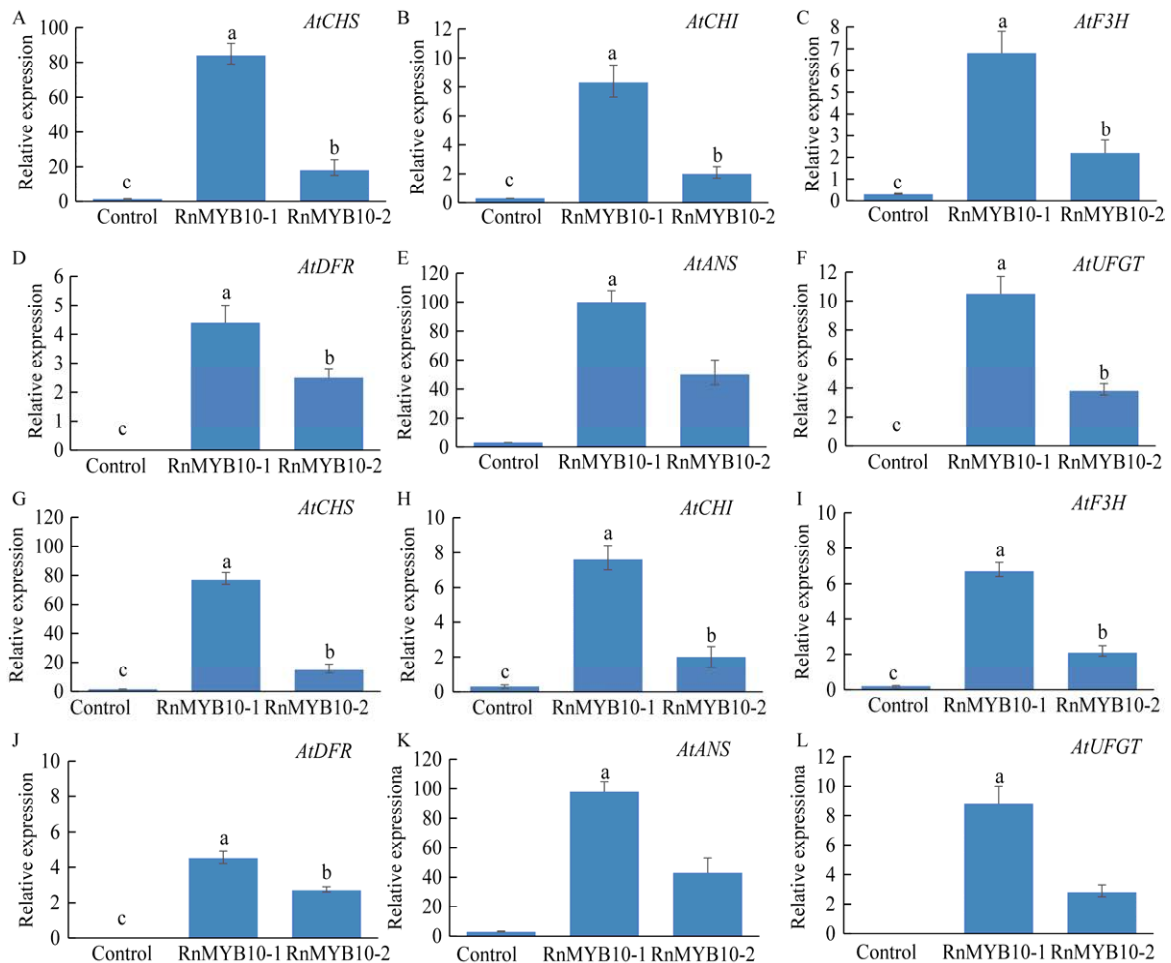 A AtCHS
Relative expression
100
80
60
40
20
0
c a b
Control RnMYB10-1 RnMYB10-2
B AtCHI
Relative expression
12
10
8
6
4
2
0
c a b
Control RnMYB10-1 RnMYB10-2
C AtF3H
Relative expression
8
7
6
5
4
3
2
1
0
c a b
Control RnMYB10-1 RnMYB10-2
D AtDFR
Relative expression
6
5
4
3
2
1
0
c a b
Control RnMYB10-1 RnMYB10-2
E AtANS
Relative expression
120
100
80
60
40
20
0
a
Control RnMYB10-1 RnMYB10-2
F AtUFGT
Relative expression
12
10
8
6
4
2
0
c a b
Control RnMYB10-1 RnMYB10-2
G AtCHS
Relative expression
120
100
80
60
40
20
0
c a b
Control RnMYB10-1 RnMYB10-2
H AtCHI
Relative expression
10
8
6
4
2
0
c a b
Control RnMYB10-1 RnMYB10-2
I AtF3H
Relative expression
10
8
6
4
2
0
c a b
Control RnMYB10-1 RnMYB10-2
J AtDFR
Relative expression
10
8
6
4
2
0
c a b
Control RnMYB10-1 RnMYB10-2
K AtANS
Relative expressiona
120
100
80
60
40
20
0
a
Control RnMYB10-1 RnMYB10-2
L AtUFGT
Relative expressiona
12
10
8
6
4
2
0
a
Control RnMYB10-1 RnMYB10-2